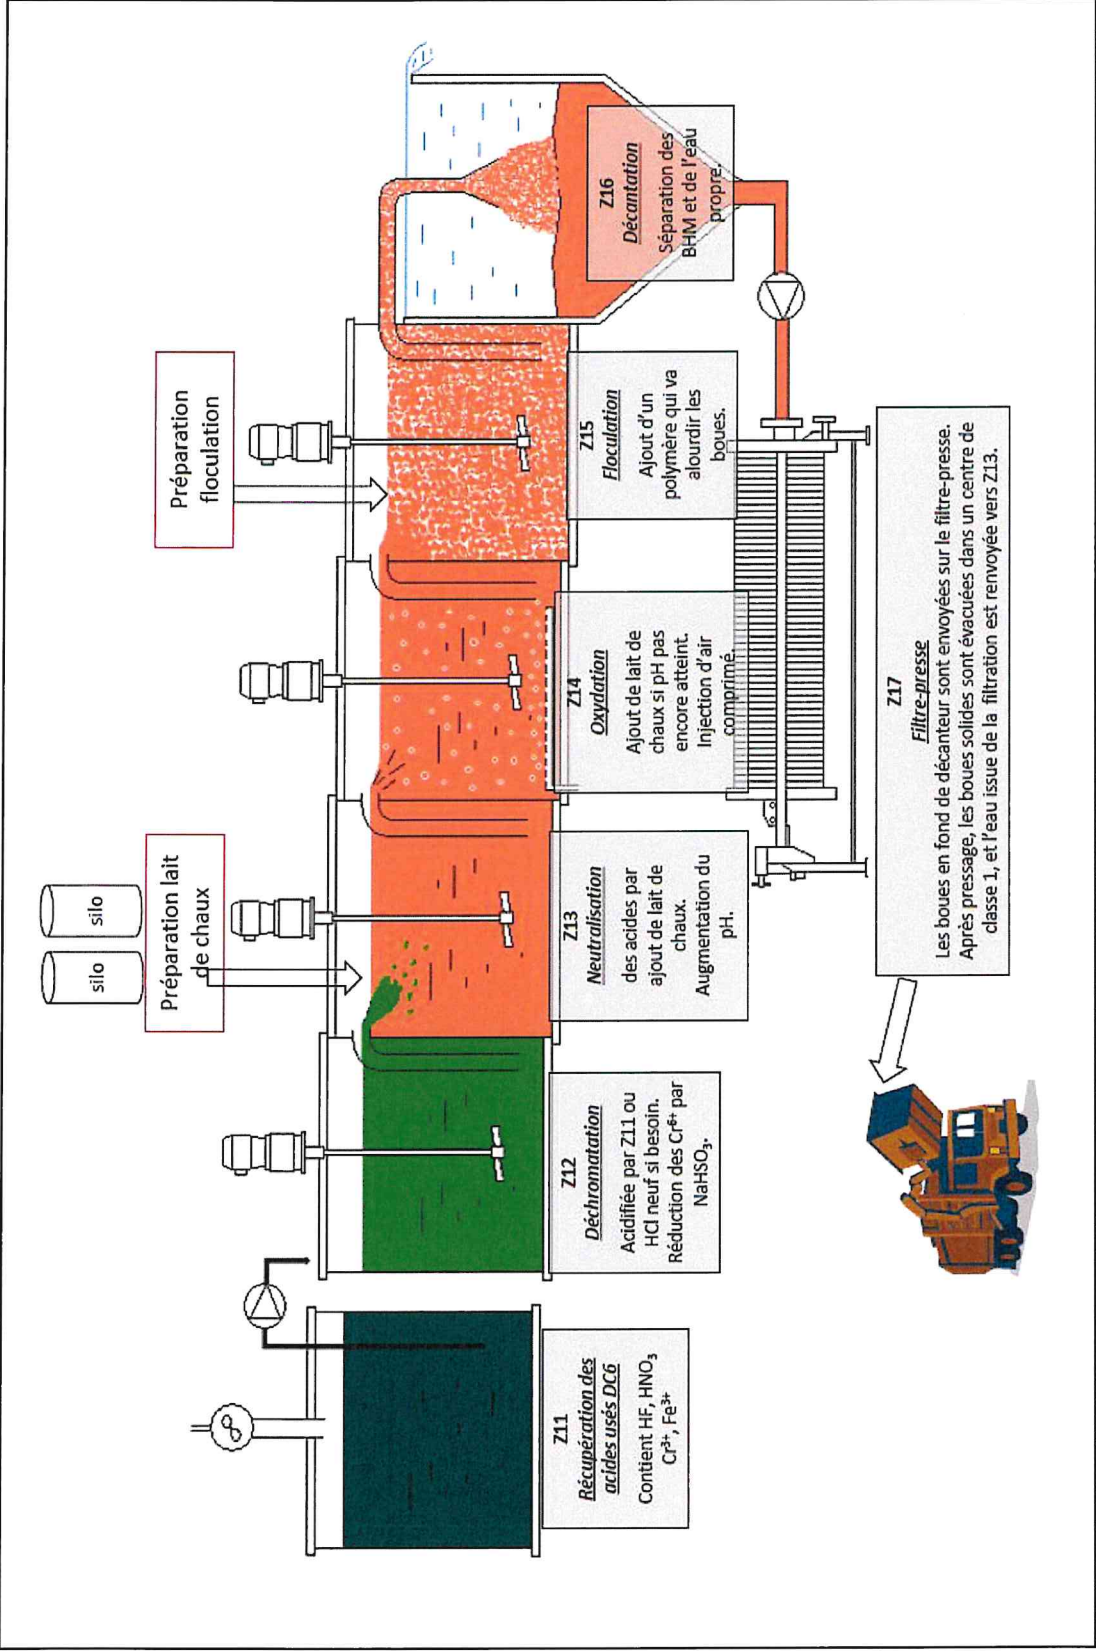 silo
silo
Préparation lait
de chaux
Préparation
floculation
Z11
Récupération des
acides usés DC6
Contient HF, HNO₃
Cr³⁺, Fe³⁺
Z12
Déchromatation
Acidifiée par Z11 ou
HCl neuf si besoin.
Réduction des Cr⁶⁺ par
NaHSO₃.
Z13
Neutralisation
des acides par
ajout de lait de
chaux.
Augmentation du
pH.
Z14
Oxydation
Ajout de lait de
chaux si pH pas
encore atteint.
Injection d'air
comprimé.
Z15
Floculation
Ajout d'un
polymère qui va
alourdir les
boues.
Z16
Décantation
Séparation des
BHM et de l'eau
propre.
Z17
Filtre-presse
Les boues en fond de décanteur sont envoyées sur le filtre-presse.
Après pressage, les boues solides sont évacuées dans un centre de
classe 1, et l'eau issue de la filtration est renvoyée vers Z13.